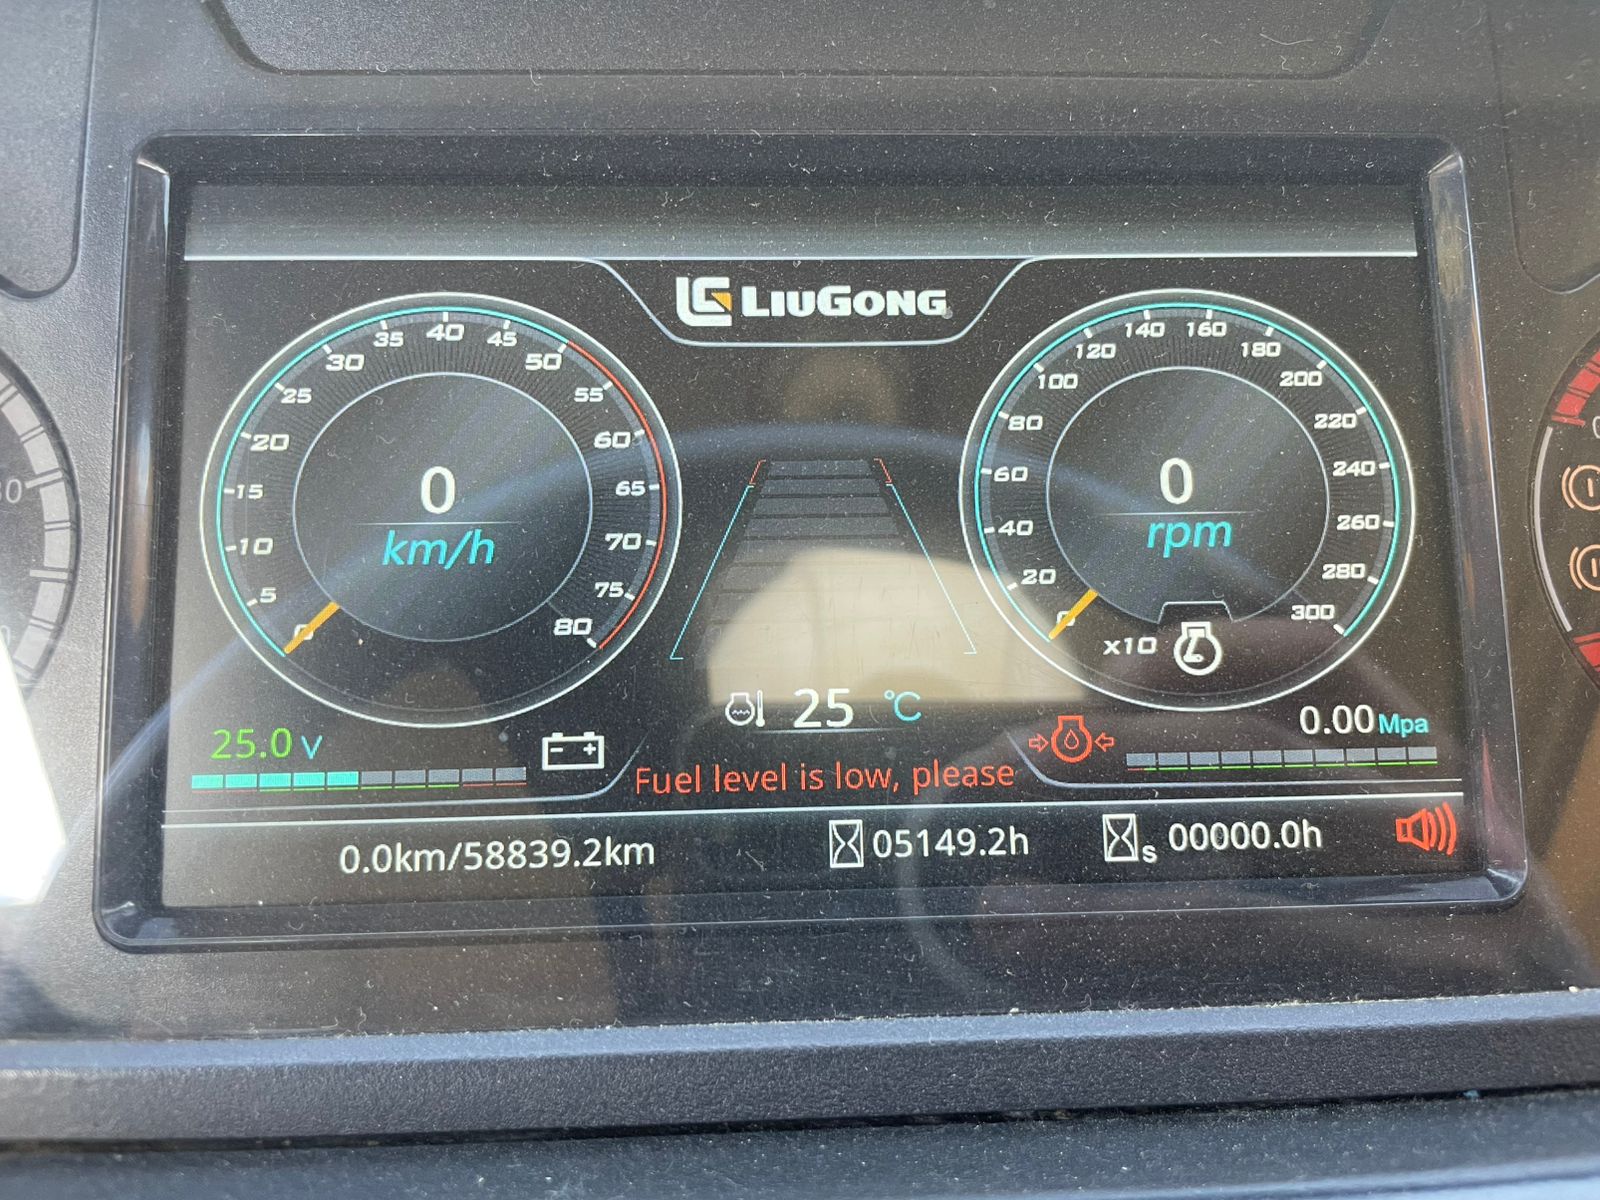 LG LIUGONG
0 5 10 15 20 25 30 35 40 45 50 55 60 65 70 75 80
0
km/h
0 20 40 60 80 100 120 140 160 180 200 220 240 260 280 300
0
rpm
x10
25 °C
25.0 V
0.00 Mpa
Fuel level is low, please
0.0km/58839.2km
05149.2h
s 00000.0h